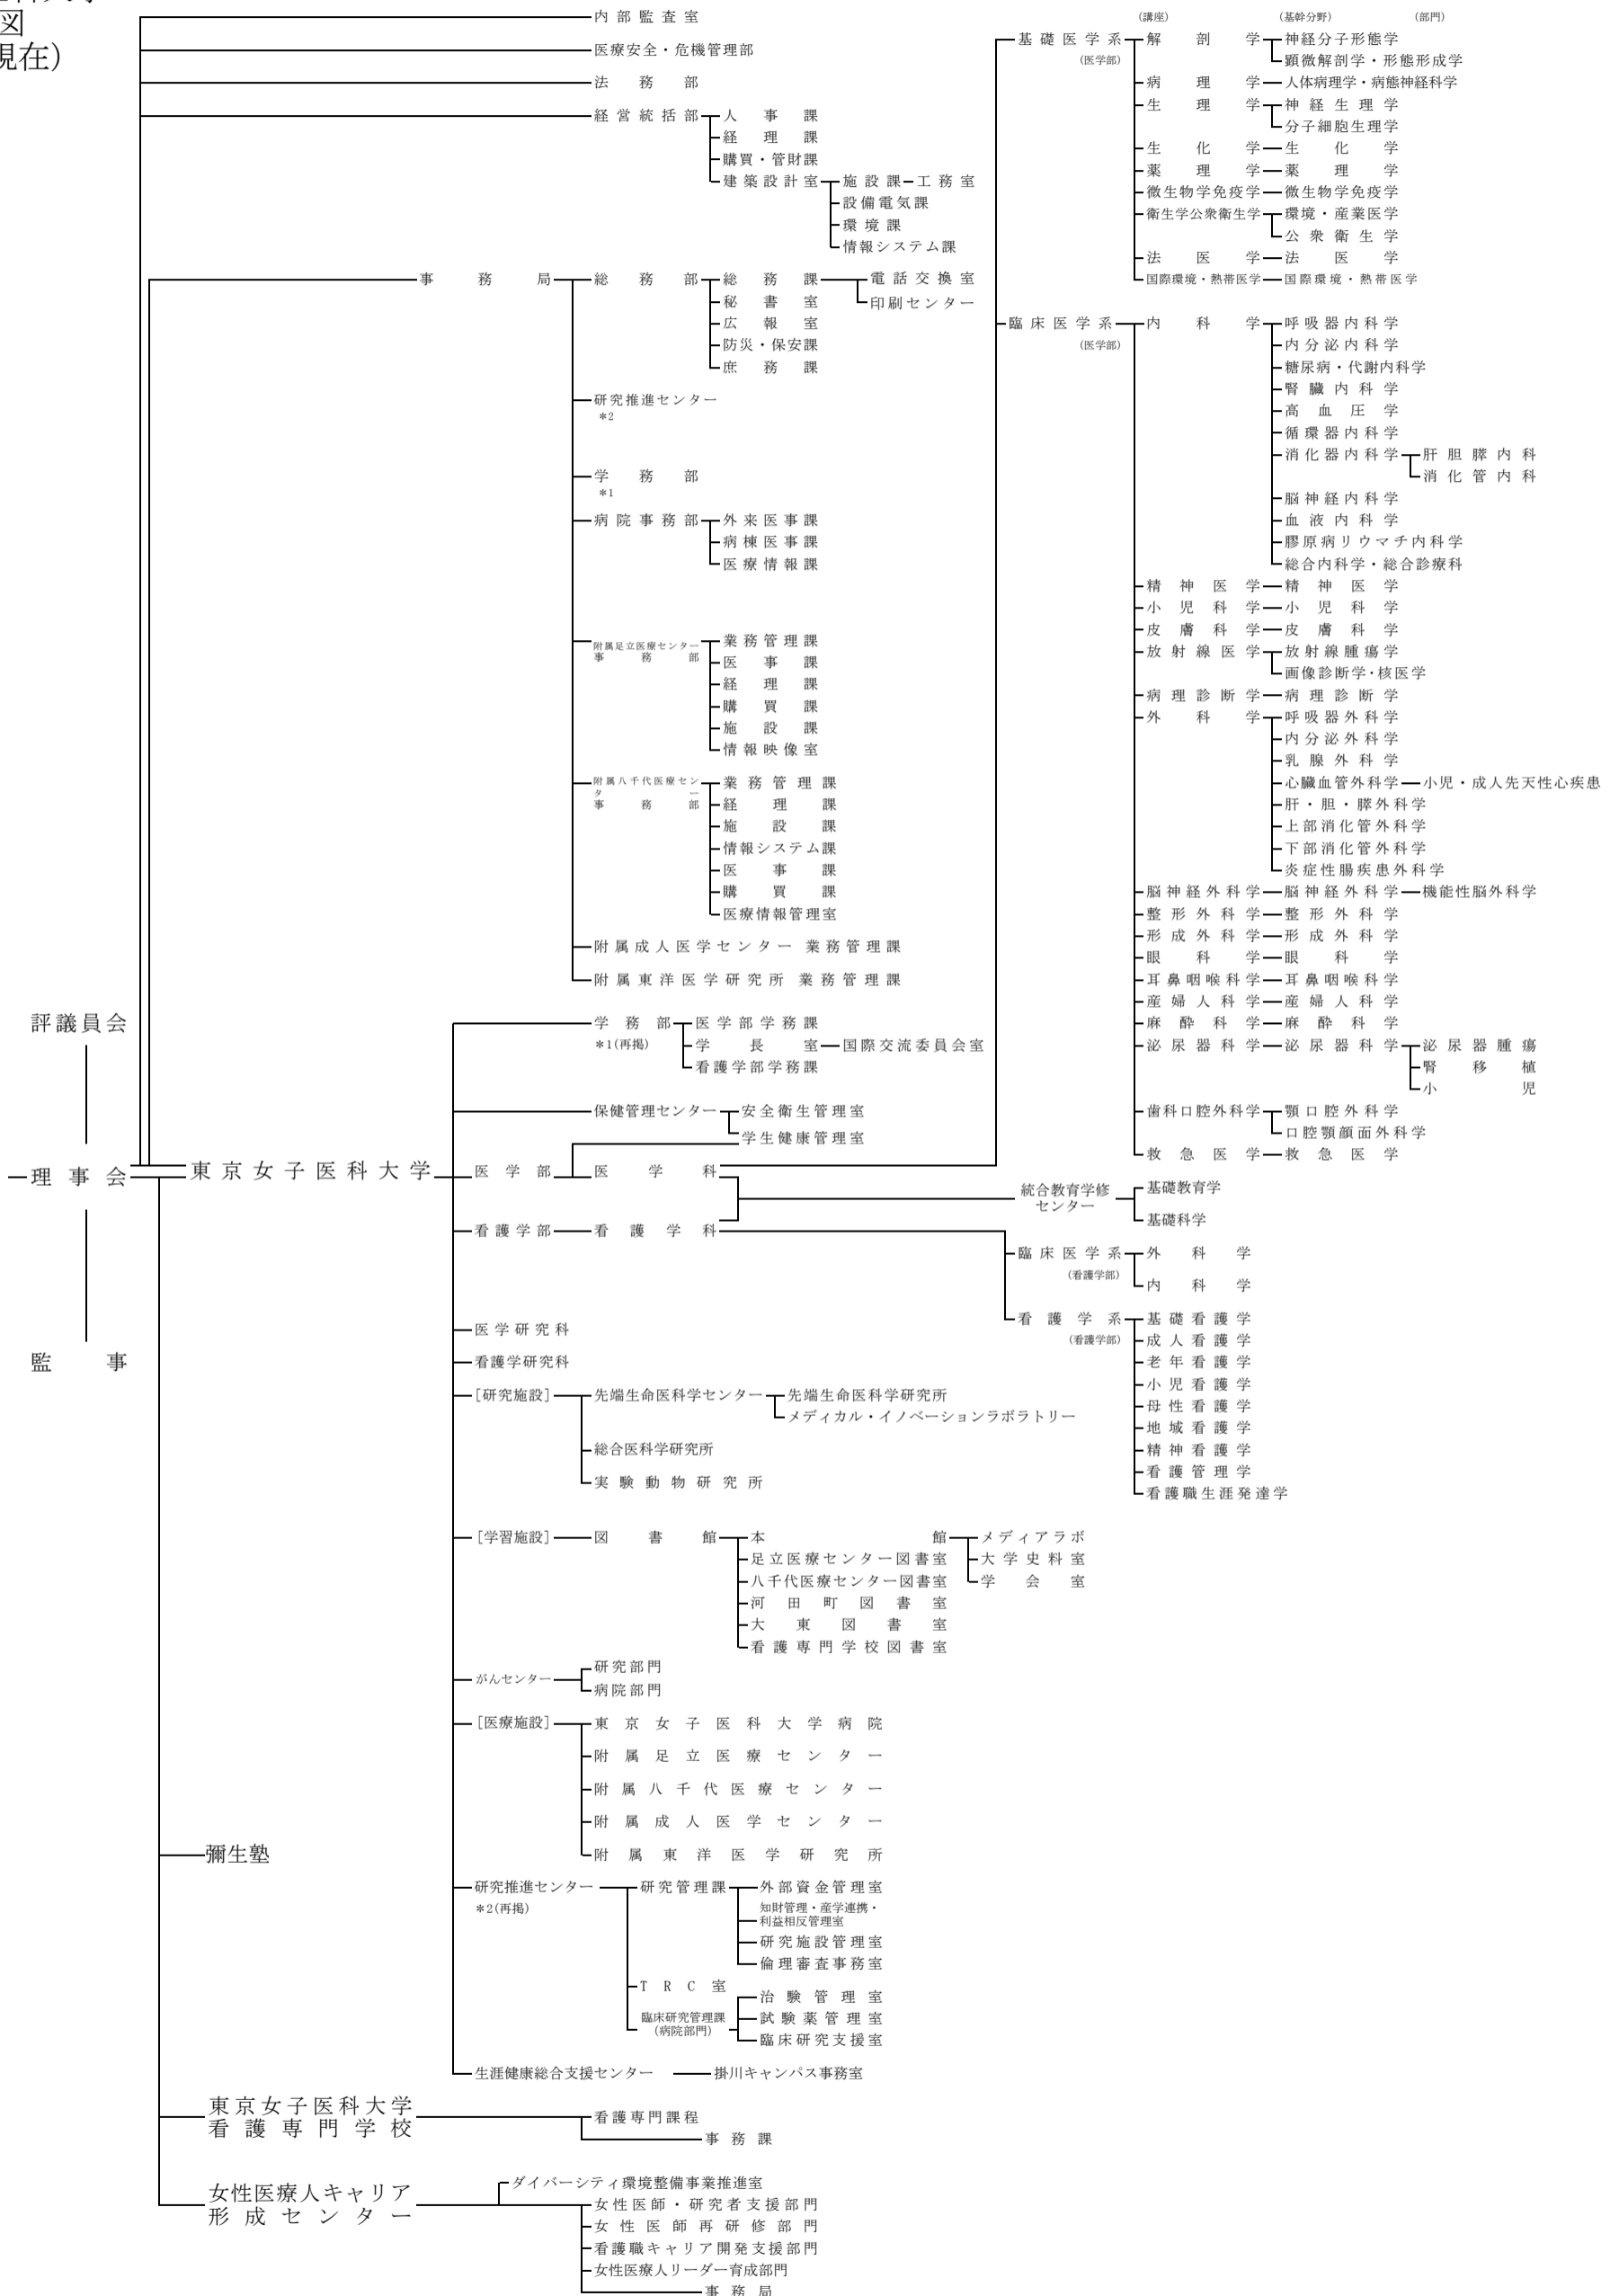 図
現在）
内部監査室
医療安全・危機管理部
法務部
経営統括部
人事課
経理課
購買・管財課
建築設計室
施設課
工務室
設備電気課
環境課
情報システム課
事務局
総務部
総務課
電話交換室
印刷センター
秘書室
広報室
防災・保安課
庶務課
研究推進センター
＊2
学務部
＊1
病院事務部
外来医事課
病棟医事課
医療情報課
附属足立医療センター
事務部
業務管理課
医事課
経理課
購買課
施設課
情報映像室
附属八千代医療セン
ター
事務部
業務管理課
経理課
施設課
情報システム課
医事課
購買課
医療情報管理室
附属成人医学センター 業務管理課
附属東洋医学研究所 業務管理課
評議員会
理事会
監事
東京女子医科大学
学務部
＊1(再掲)
医学部学務課
学長室
国際交流委員会室
看護学部学務課
保健管理センター
安全衛生管理室
学生健康管理室
医学部
医学科
看護学部
看護学科
医学研究科
看護学研究科
［研究施設］
先端生命医科学センター
先端生命医科学研究所
メディカル・イノベーションラボラトリー
総合医科学研究所
実験動物研究所
［学習施設］
図書館
本館
メディアラボ
大学史料室
学会室
足立医療センター図書室
八千代医療センター図書室
河田町図書室
大東図書室
看護専門学校図書室
がんセンター
研究部門
病院部門
［医療施設］
東京女子医科大学病院
附属足立医療センター
附属八千代医療センター
附属成人医学センター
附属東洋医学研究所
研究推進センター
＊2(再掲)
研究管理課
外部資金管理室
知財管理・産学連携・
利益相反管理室
研究施設管理室
倫理審査事務室
TRC室
臨床研究管理課
（病院部門）
治験管理室
試験薬管理室
臨床研究支援室
生涯健康総合支援センター
掛川キャンパス事務室
彌生塾
東京女子医科大学
看護専門学校
看護専門課程
事務課
女性医療人キャリア
形成センター
ダイバーシティ環境整備事業推進室
女性医師・研究者支援部門
女性医師再研修部門
看護職キャリア開発支援部門
女性医療人リーダー育成部門
事務局
（講座）
（基幹分野）
（部門）
基礎医学系
（医学部）
解剖学
神経分子形態学
顕微解剖学・形態形成学
病理学
人体病理学・病態神経科学
生理学
神経生理学
分子細胞生理学
生化学
生化学
薬理学
薬理学
微生物学免疫学
微生物学免疫学
衛生学公衆衛生学
環境・産業医学
公衆衛生学
法医学
法医学
国際環境・熱帯医学
国際環境・熱帯医学
臨床医学系
（医学部）
内科学
呼吸器内科学
内分泌内科学
糖尿病・代謝内科学
腎臓内科学
高血圧学
循環器内科学
消化器内科学
肝胆膵内科
消化管内科
脳神経内科学
血液内科学
膠原病リウマチ内科学
総合内科学・総合診療科
精神医学
精神医学
小児科学
小児科学
皮膚科学
皮膚科学
放射線医学
放射線腫瘍学
画像診断学・核医学
病理診断学
病理診断学
外科学
呼吸器外科学
内分泌外科学
乳腺外科学
心臓血管外科学
小児・成人先天性心疾患
肝・胆・膵外科学
上部消化管外科学
下部消化管外科学
炎症性腸疾患外科学
脳神経外科学
脳神経外科学
機能性脳外科学
整形外科学
整形外科学
形成外科学
形成外科学
眼科学
眼科学
耳鼻咽喉科学
耳鼻咽喉科学
産婦人科学
産婦人科学
麻酔科学
麻酔科学
泌尿器科学
泌尿器科学
泌尿器腫瘍
腎移植
小児
歯科口腔外科学
顎口腔外科学
口腔顎顔面外科学
救急医学
救急医学
統合教育学修
センター
基礎教育学
基礎科学
臨床医学系
（看護学部）
外科学
内科学
看護学系
（看護学部）
基礎看護学
成人看護学
老年看護学
小児看護学
母性看護学
地域看護学
精神看護学
看護管理学
看護職生涯発達学